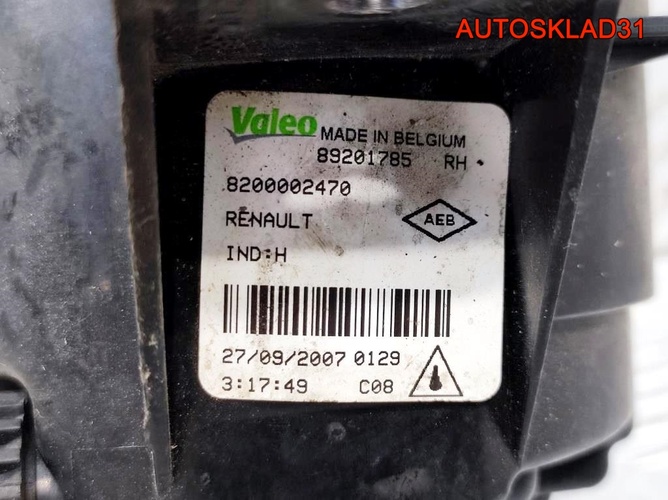 AUTOSKLAD31
Valeo MADE IN BELGIUM
89201785 RH
8200002470
RENAULT AEB
IND:H
27/09/2007 0129
3:17:49 C08